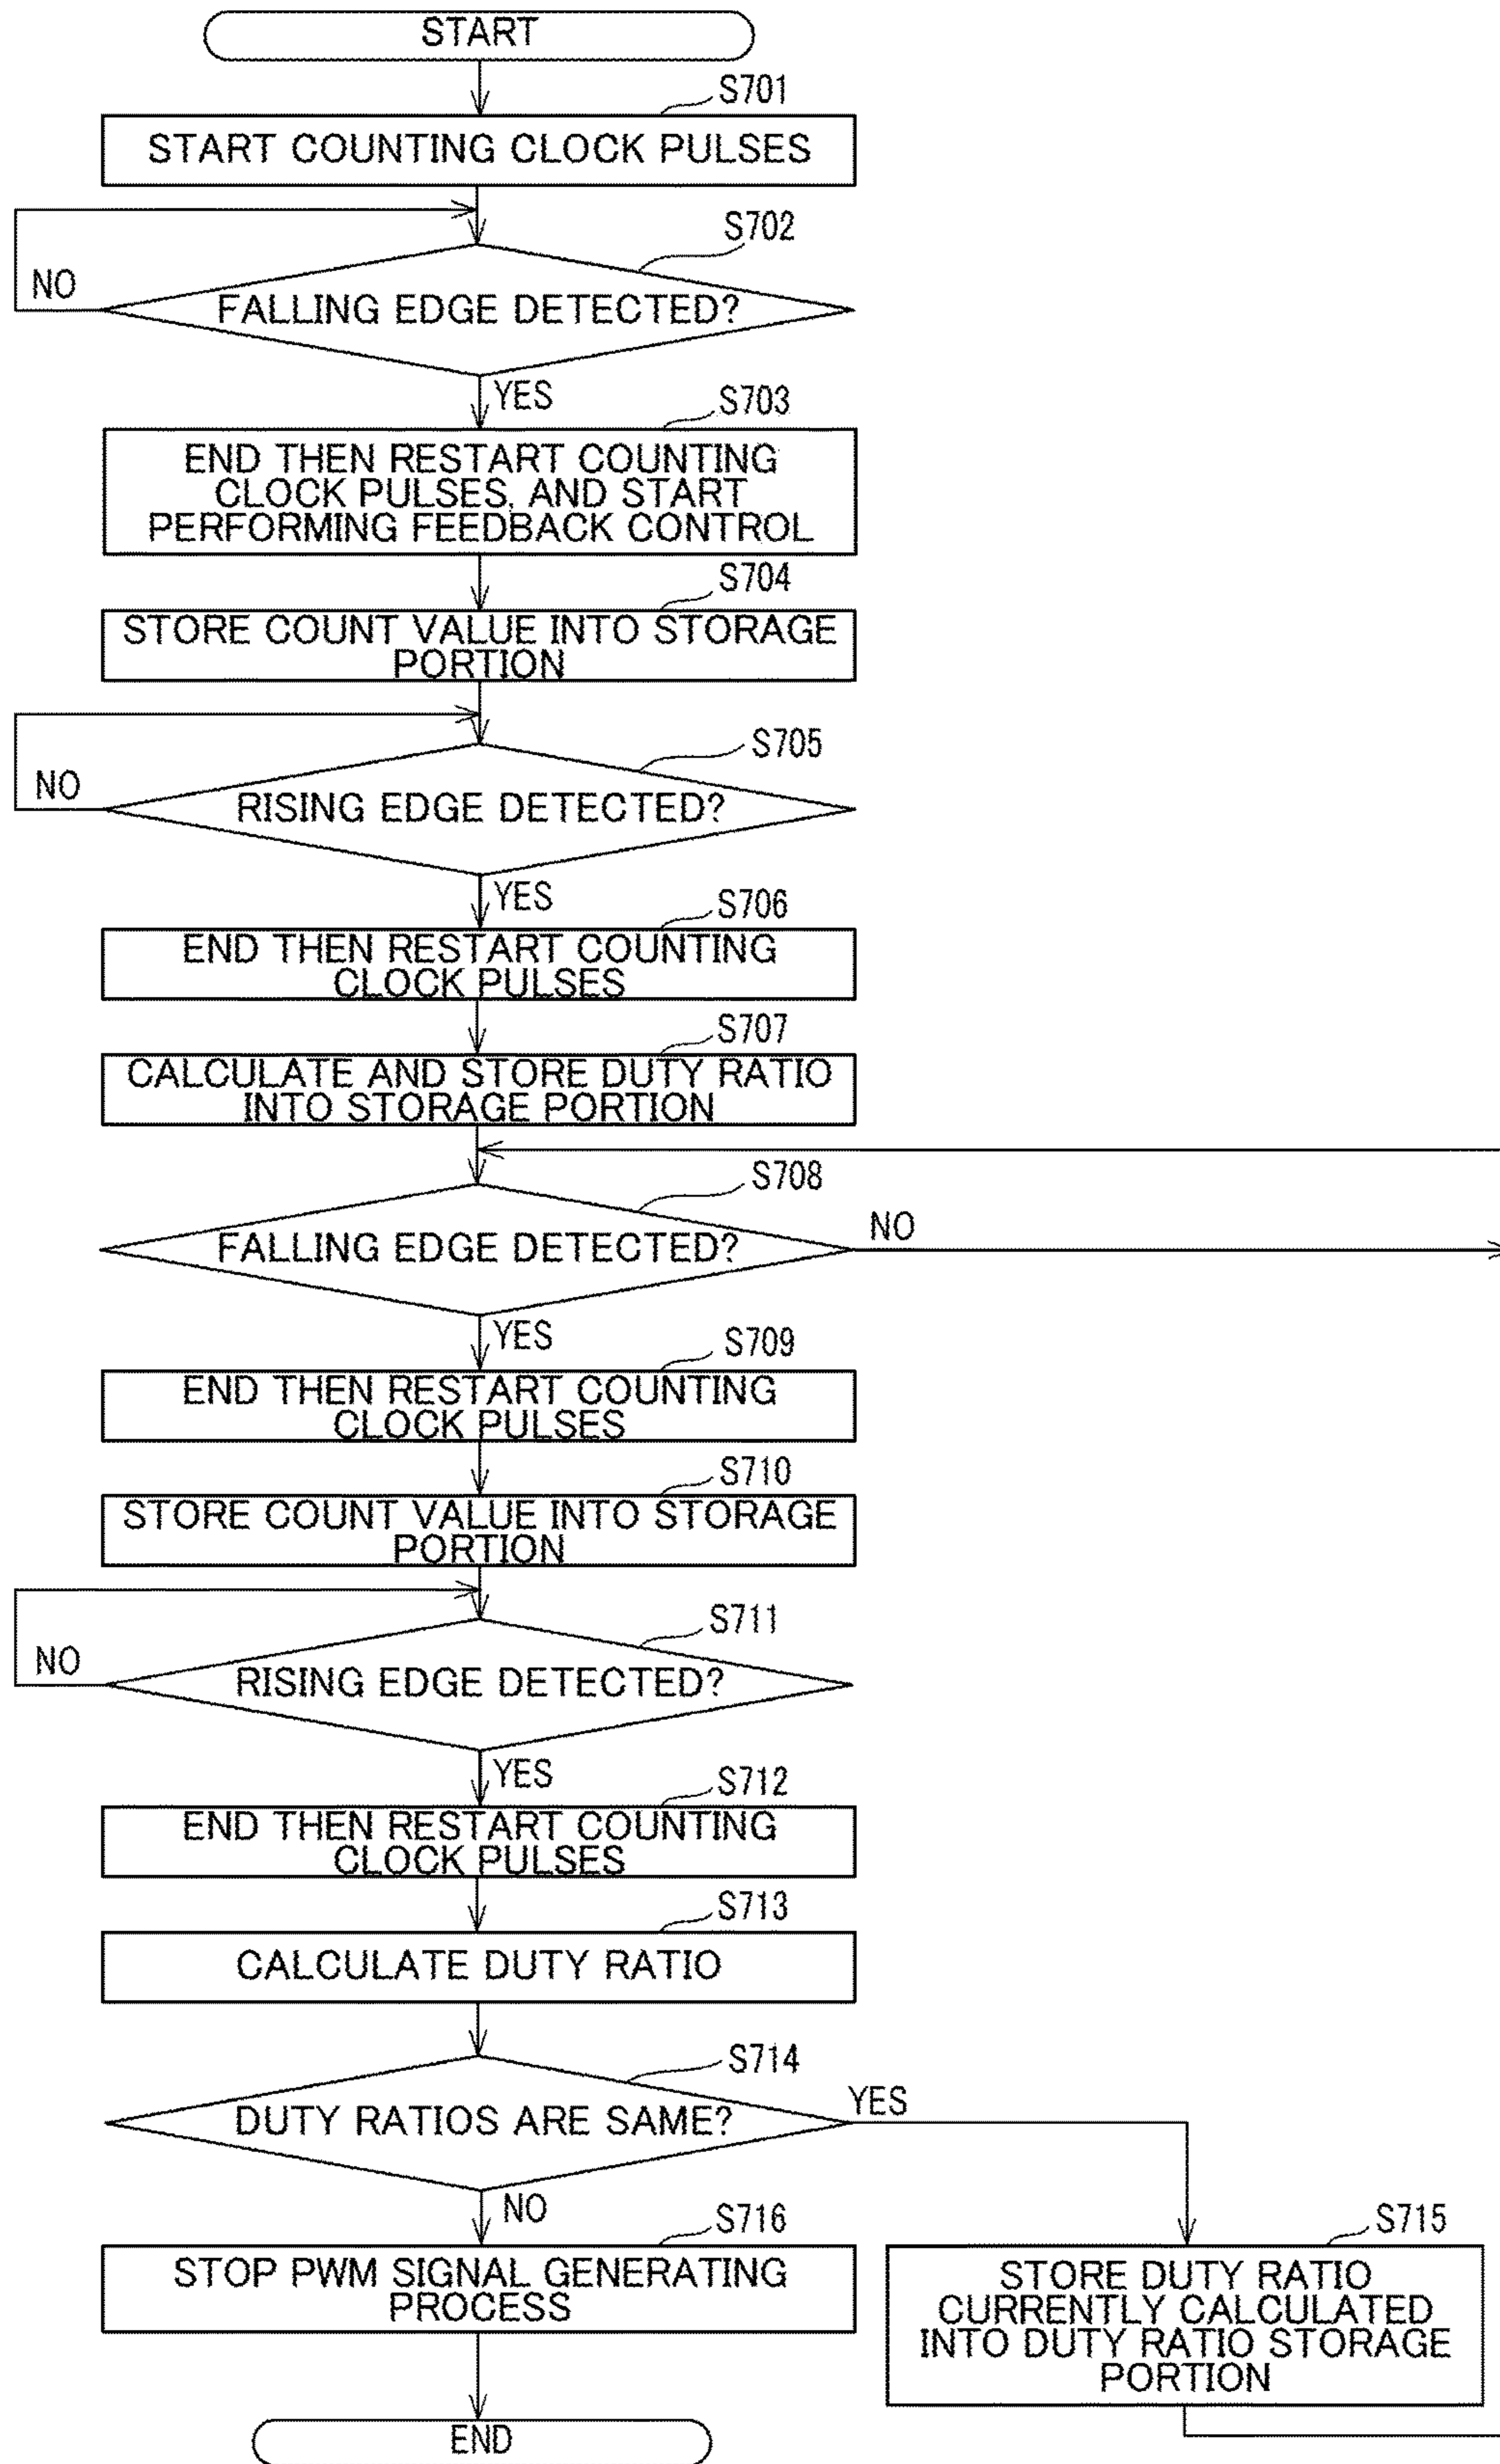 START
S701
START COUNTING CLOCK PULSES
S702
NO
FALLING EDGE DETECTED?
YES
S703
END THEN RESTART COUNTING
CLOCK PULSES, AND START
PERFORMING FEEDBACK CONTROL
S704
STORE COUNT VALUE INTO STORAGE
PORTION
S705
NO
RISING EDGE DETECTED?
YES
S706
END THEN RESTART COUNTING
CLOCK PULSES
S707
CALCULATE AND STORE DUTY RATIO
INTO STORAGE PORTION
S708
FALLING EDGE DETECTED?
NO
YES
S709
END THEN RESTART COUNTING
CLOCK PULSES
S710
STORE COUNT VALUE INTO STORAGE
PORTION
S711
NO
RISING EDGE DETECTED?
YES
S712
END THEN RESTART COUNTING
CLOCK PULSES
S713
CALCULATE DUTY RATIO
S714
DUTY RATIOS ARE SAME?
YES
NO
S716
STOP PWM SIGNAL GENERATING
PROCESS
S715
STORE DUTY RATIO
CURRENTLY CALCULATED
INTO DUTY RATIO STORAGE
PORTION
END